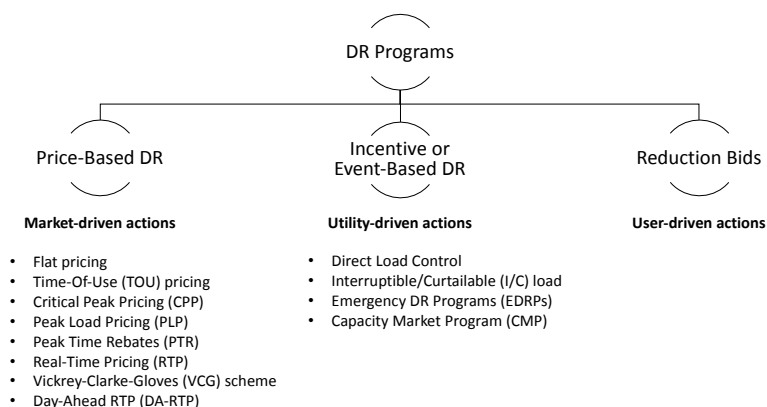 DR Programs
Price-Based DR
Incentive or
Event-Based DR
Reduction Bids
Market-driven actions
Utility-driven actions
User-driven actions
• Flat pricing
• Time-Of-Use (TOU) pricing
• Critical Peak Pricing (CPP)
• Peak Load Pricing (PLP)
• Peak Time Rebates (PTR)
• Real-Time Pricing (RTP)
• Vickrey-Clarke-Gloves (VCG) scheme
• Day-Ahead RTP (DA-RTP)
• Direct Load Control
• Interruptible/Curtailable (I/C) load
• Emergency DR Programs (EDRPs)
• Capacity Market Program (CMP)